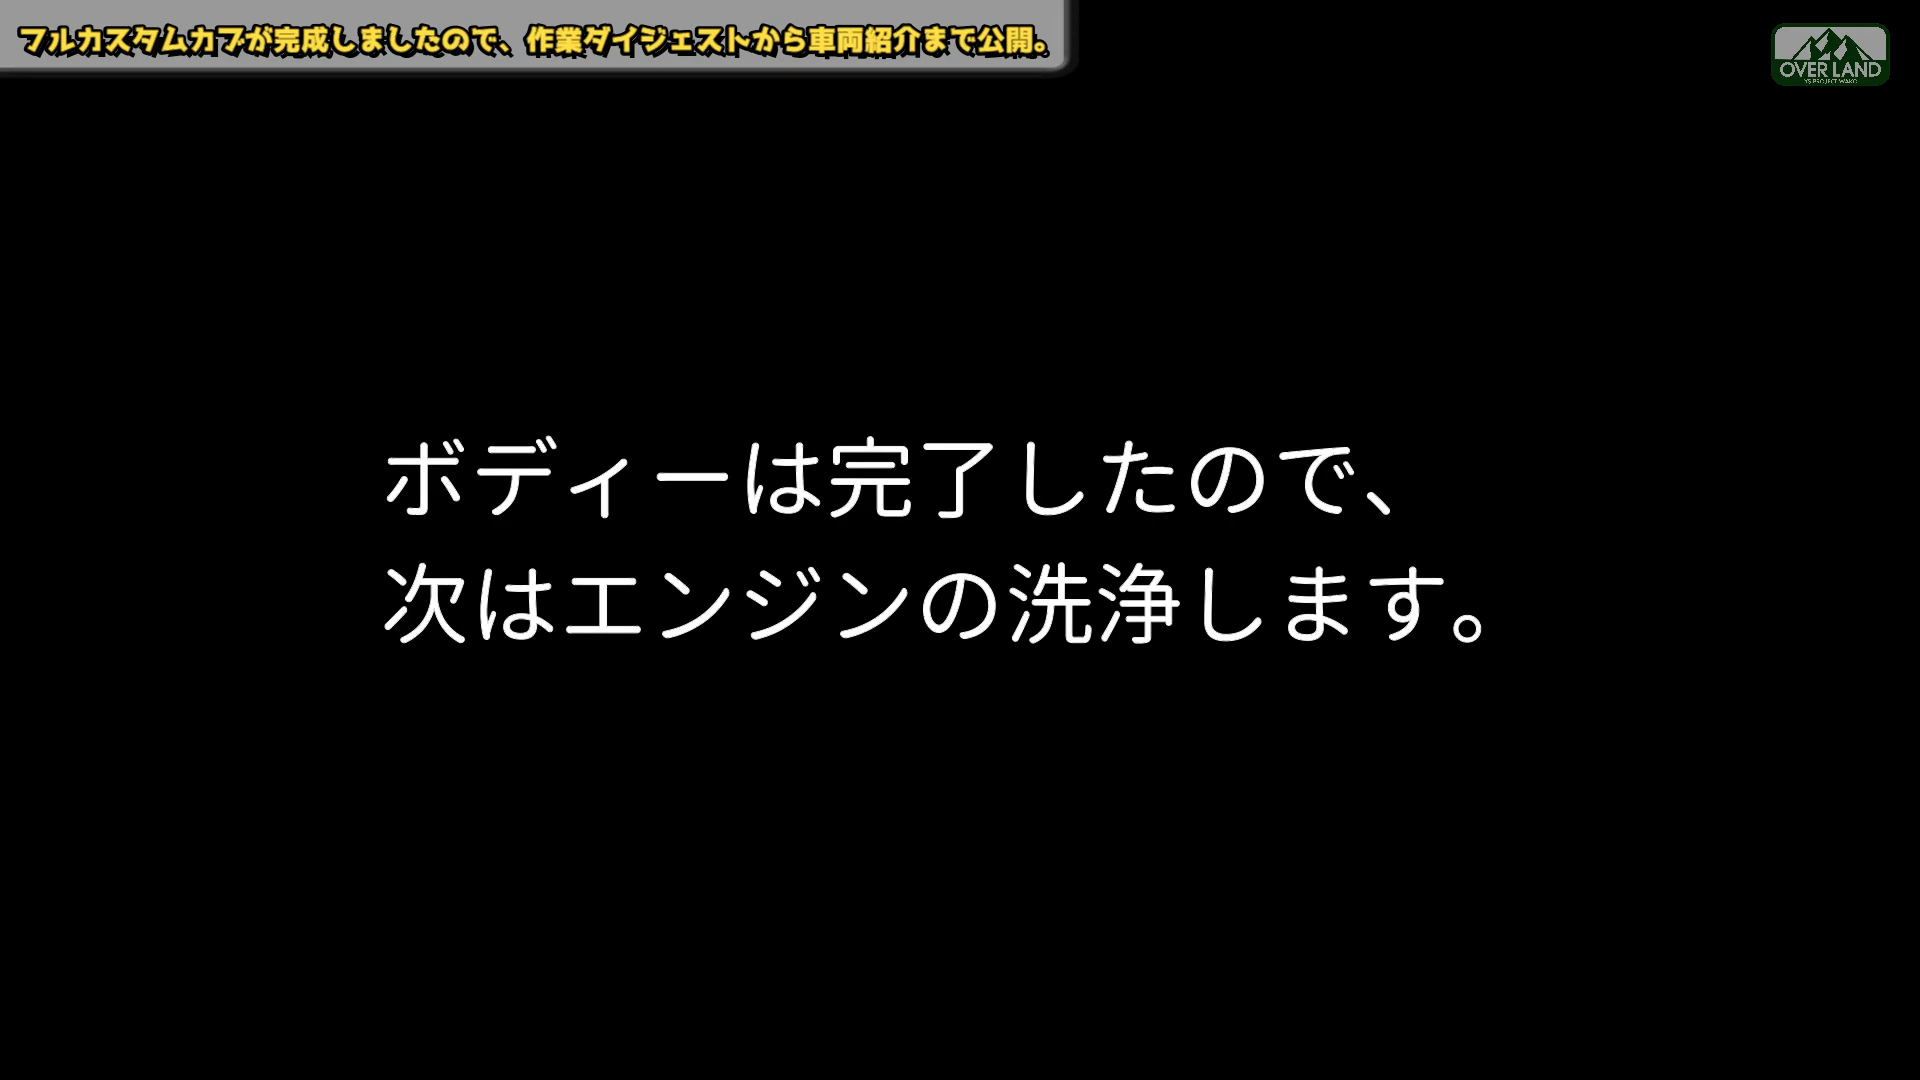 フルカスタムカブが完成しましたので、作業ダイジェストから車両紹介まで公開。
OVER LAND
YS PROJECT WAKO
ボディーは完了したので、
次はエンジンの洗浄します。